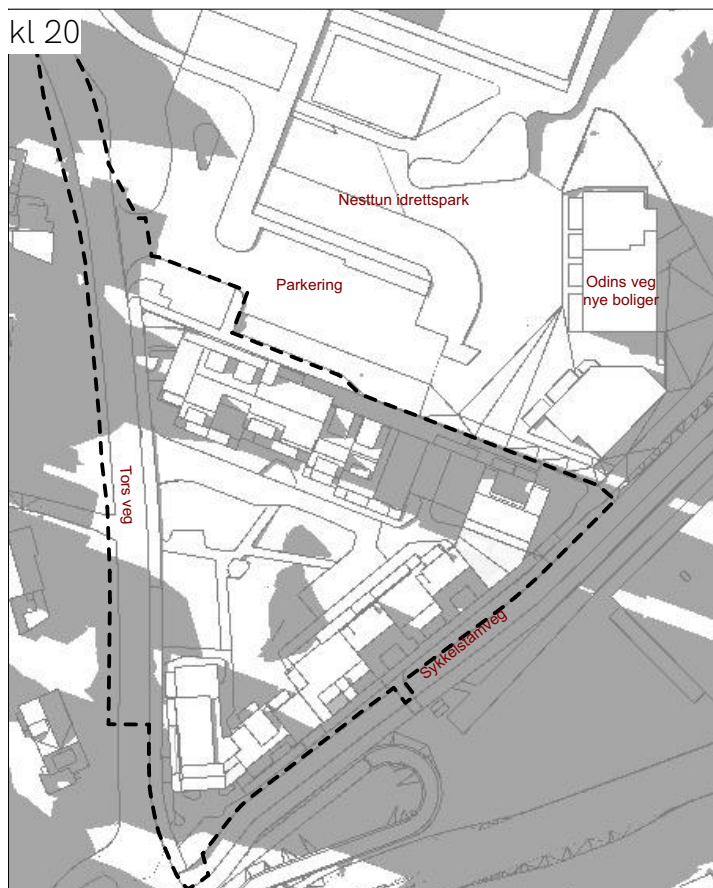 kl 20
Nesttun idrettspark
Parkering
Odins veg
nye boliger
Tors veg
Sykkelstamveg